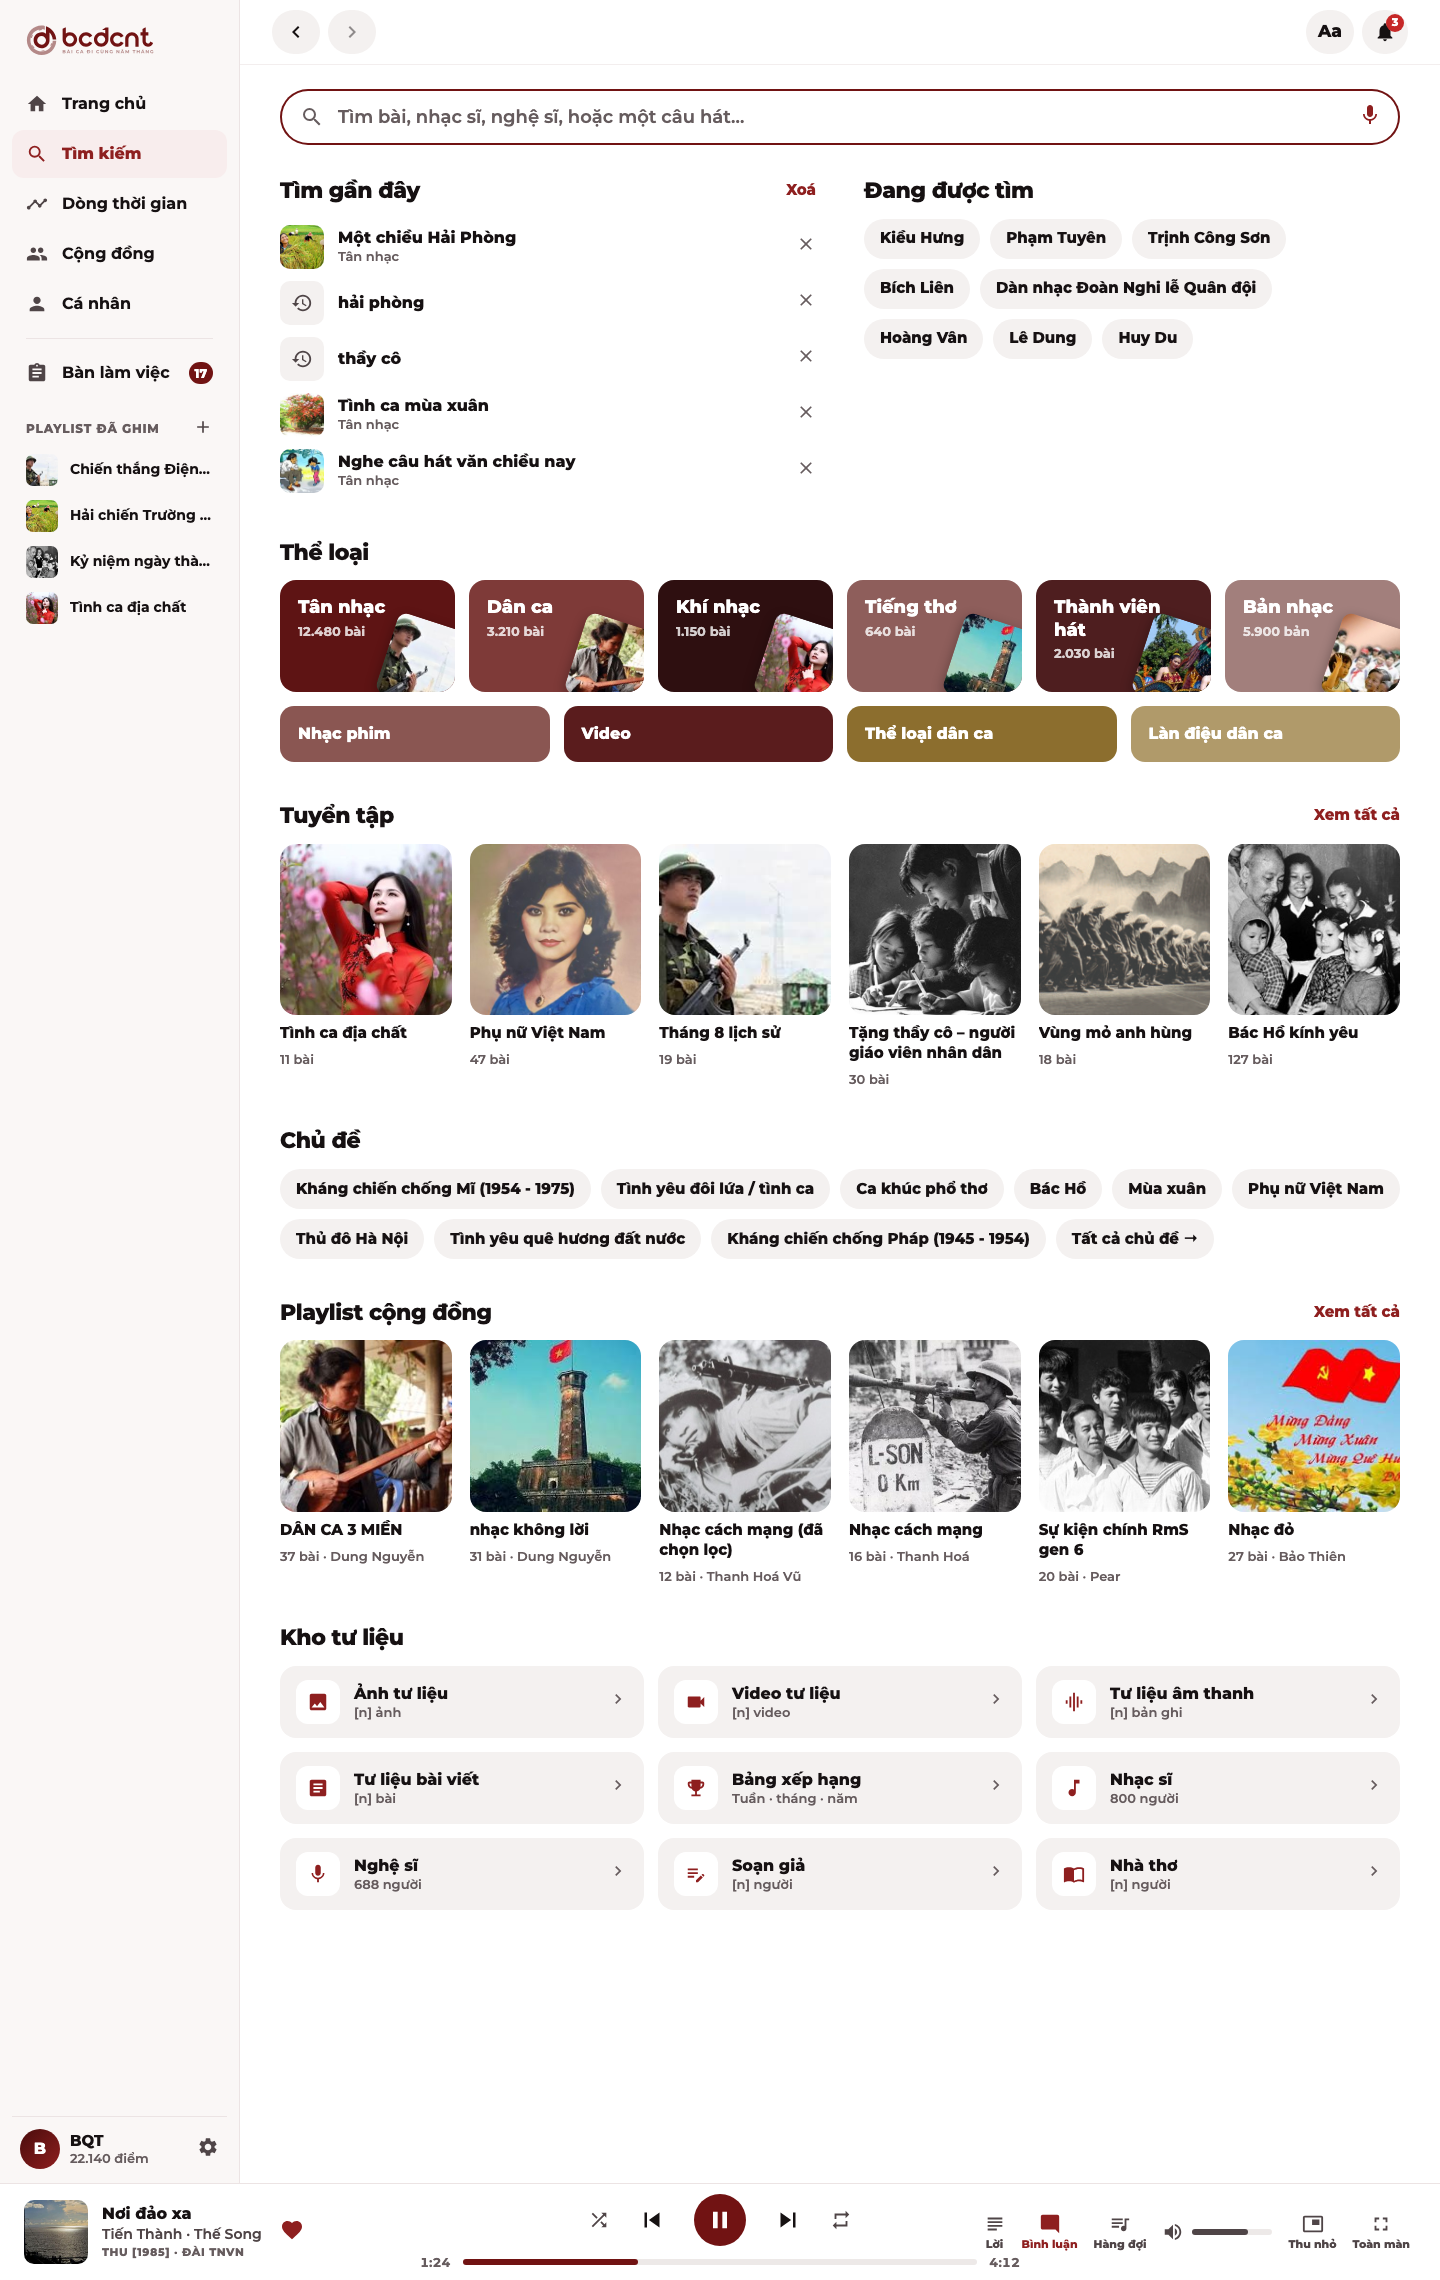 bcdcnt
BÀI CA ĐI CÙNG NĂM THÁNG
Trang chủ
Tìm kiếm
Dòng thời gian
Cộng đồng
Cá nhân
Bàn làm việc 17
PLAYLIST ĐÃ GHIM
Chiến thắng Điện...
Hải chiến Trường ...
Kỷ niệm ngày thà...
Tình ca địa chất
BQT
22.140 điểm
Aa
3
Tìm bài, nhạc sĩ, nghệ sĩ, hoặc một câu hát...
Tìm gần đây Xoá
Một chiều Hải Phòng
Tân nhạc
hải phòng
thầy cô
Tình ca mùa xuân
Tân nhạc
Nghe câu hát văn chiều nay
Tân nhạc
Đang được tìm
Kiều Hưng Phạm Tuyên Trịnh Công Sơn
Bích Liên Dàn nhạc Đoàn Nghi lễ Quân đội
Hoàng Vân Lê Dung Huy Du
Thể loại
Tân nhạc
12.480 bài
Dân ca
3.210 bài
Khí nhạc
1.150 bài
Tiếng thơ
640 bài
Thành viên
hát
2.030 bài
Bản nhạc
5.900 bản
Nhạc phim
Video
Thể loại dân ca
Làn điệu dân ca
Tuyển tập Xem tất cả
Tình ca địa chất
11 bài
Phụ nữ Việt Nam
47 bài
Tháng 8 lịch sử
19 bài
Tặng thầy cô – người
giáo viên nhân dân
30 bài
Vùng mỏ anh hùng
18 bài
Bác Hồ kính yêu
127 bài
Chủ đề
Kháng chiến chống Mĩ (1954 - 1975) Tình yêu đôi lứa / tình ca Ca khúc phổ thơ Bác Hồ Mùa xuân Phụ nữ Việt Nam
Thủ đô Hà Nội Tình yêu quê hương đất nước Kháng chiến chống Pháp (1945 - 1954) Tất cả chủ đề →
Playlist cộng đồng Xem tất cả
DÂN CA 3 MIỀN
37 bài · Dung Nguyễn
nhạc không lời
31 bài · Dung Nguyễn
Nhạc cách mạng (đã
chọn lọc)
12 bài · Thanh Hoá Vũ
L-SON
0 Km
Nhạc cách mạng
16 bài · Thanh Hoá
Sự kiện chính RmS
gen 6
20 bài · Pear
Mừng Đảng
Mừng Xuân
Mừng Quê Hư
Nhạc đỏ
27 bài · Bảo Thiên
Kho tư liệu
Ảnh tư liệu
[n] ảnh
Video tư liệu
[n] video
Tư liệu âm thanh
[n] bản ghi
Tư liệu bài viết
[n] bài
Bảng xếp hạng
Tuần · tháng · năm
Nhạc sĩ
800 người
Nghệ sĩ
688 người
Soạn giả
[n] người
Nhà thơ
[n] người
B
Nơi đảo xa
Tiến Thành · Thế Song
THU [1985] · ĐÀI TNVN
1:24 4:12
Lời Bình luận Hàng đợi Thu nhỏ Toàn màn